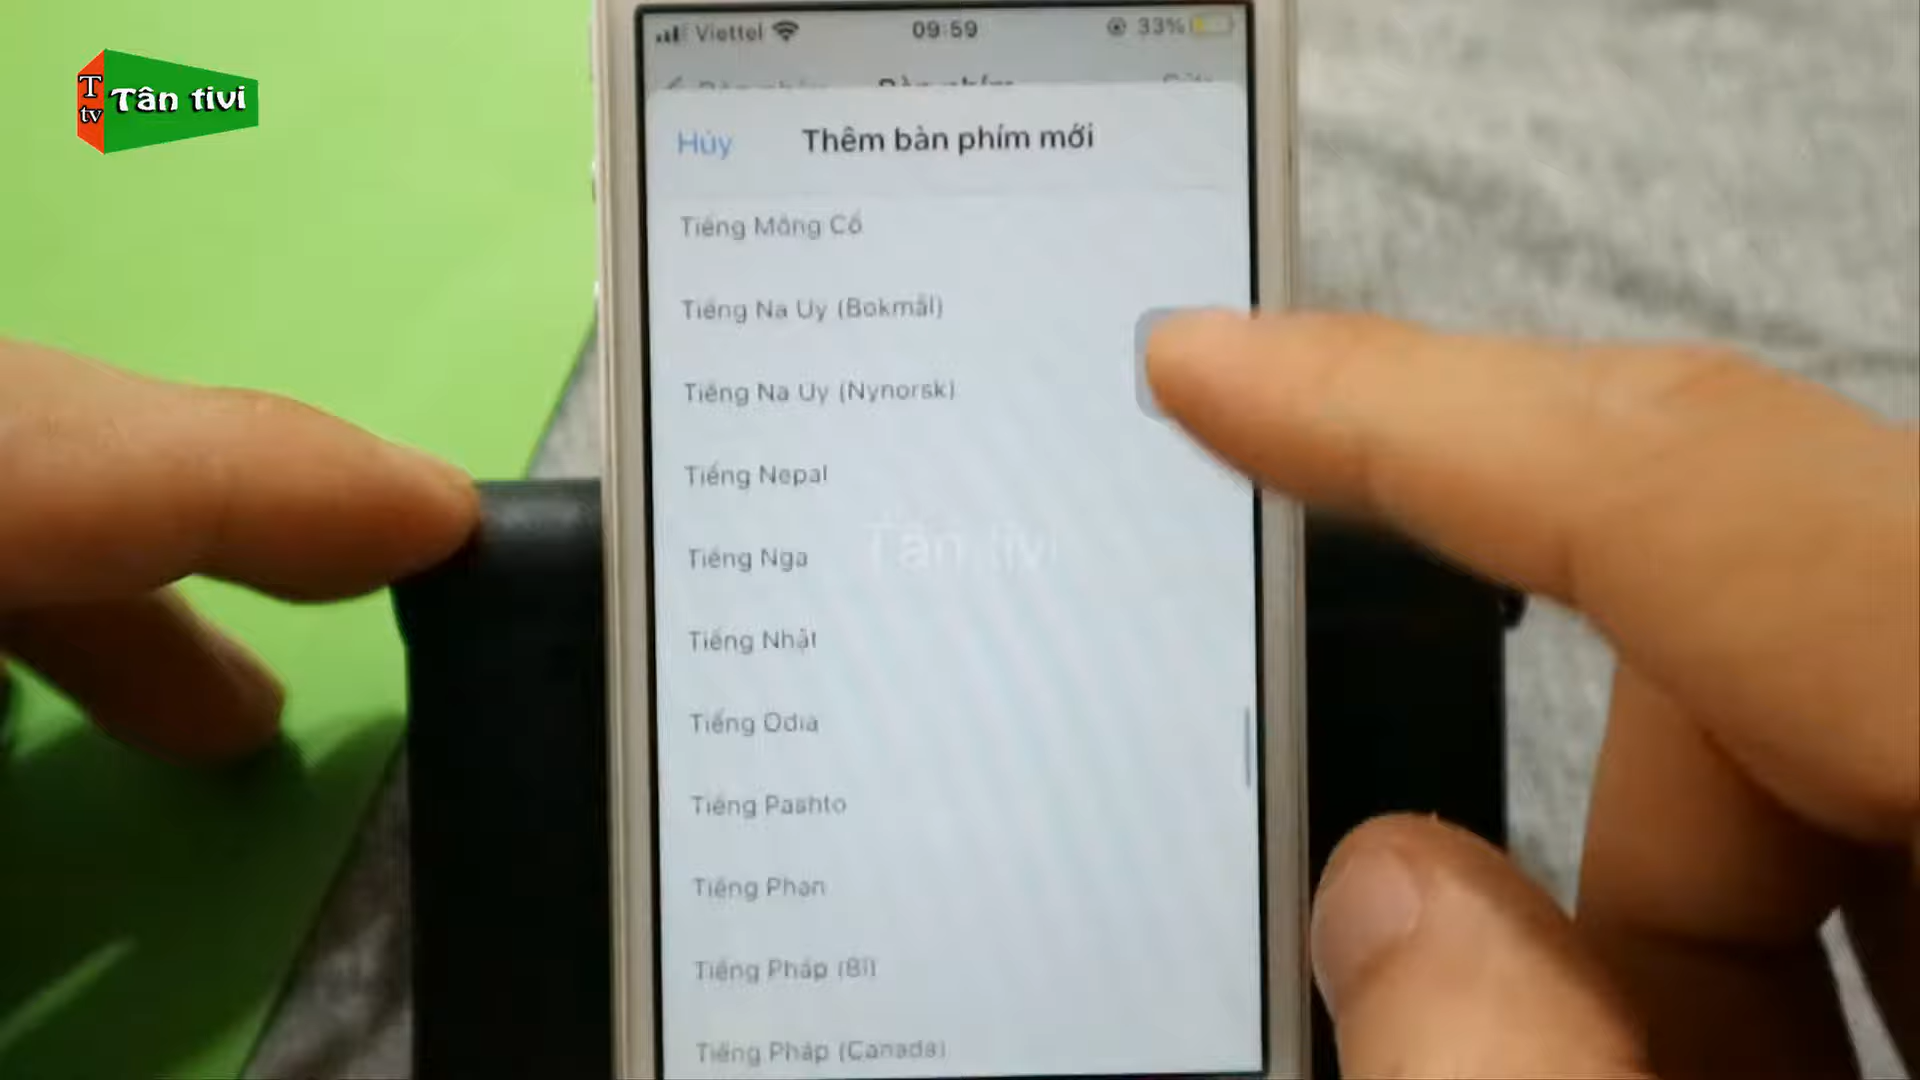 T
tv
Tân tivi
Viettel
09:59
33%
Hủy
Thêm bàn phím mới
Tiếng Mông Cổ
Tiếng Na Uy (Bokmål)
Tiếng Na Uy (Nynorsk)
Tiếng Nepal
Tiếng Nga
Tân tivi
Tiếng Nhật
Tiếng Odia
Tiếng Pashto
Tiếng Phạn
Tiếng Pháp (Bỉ)
Tiếng Pháp (Canada)